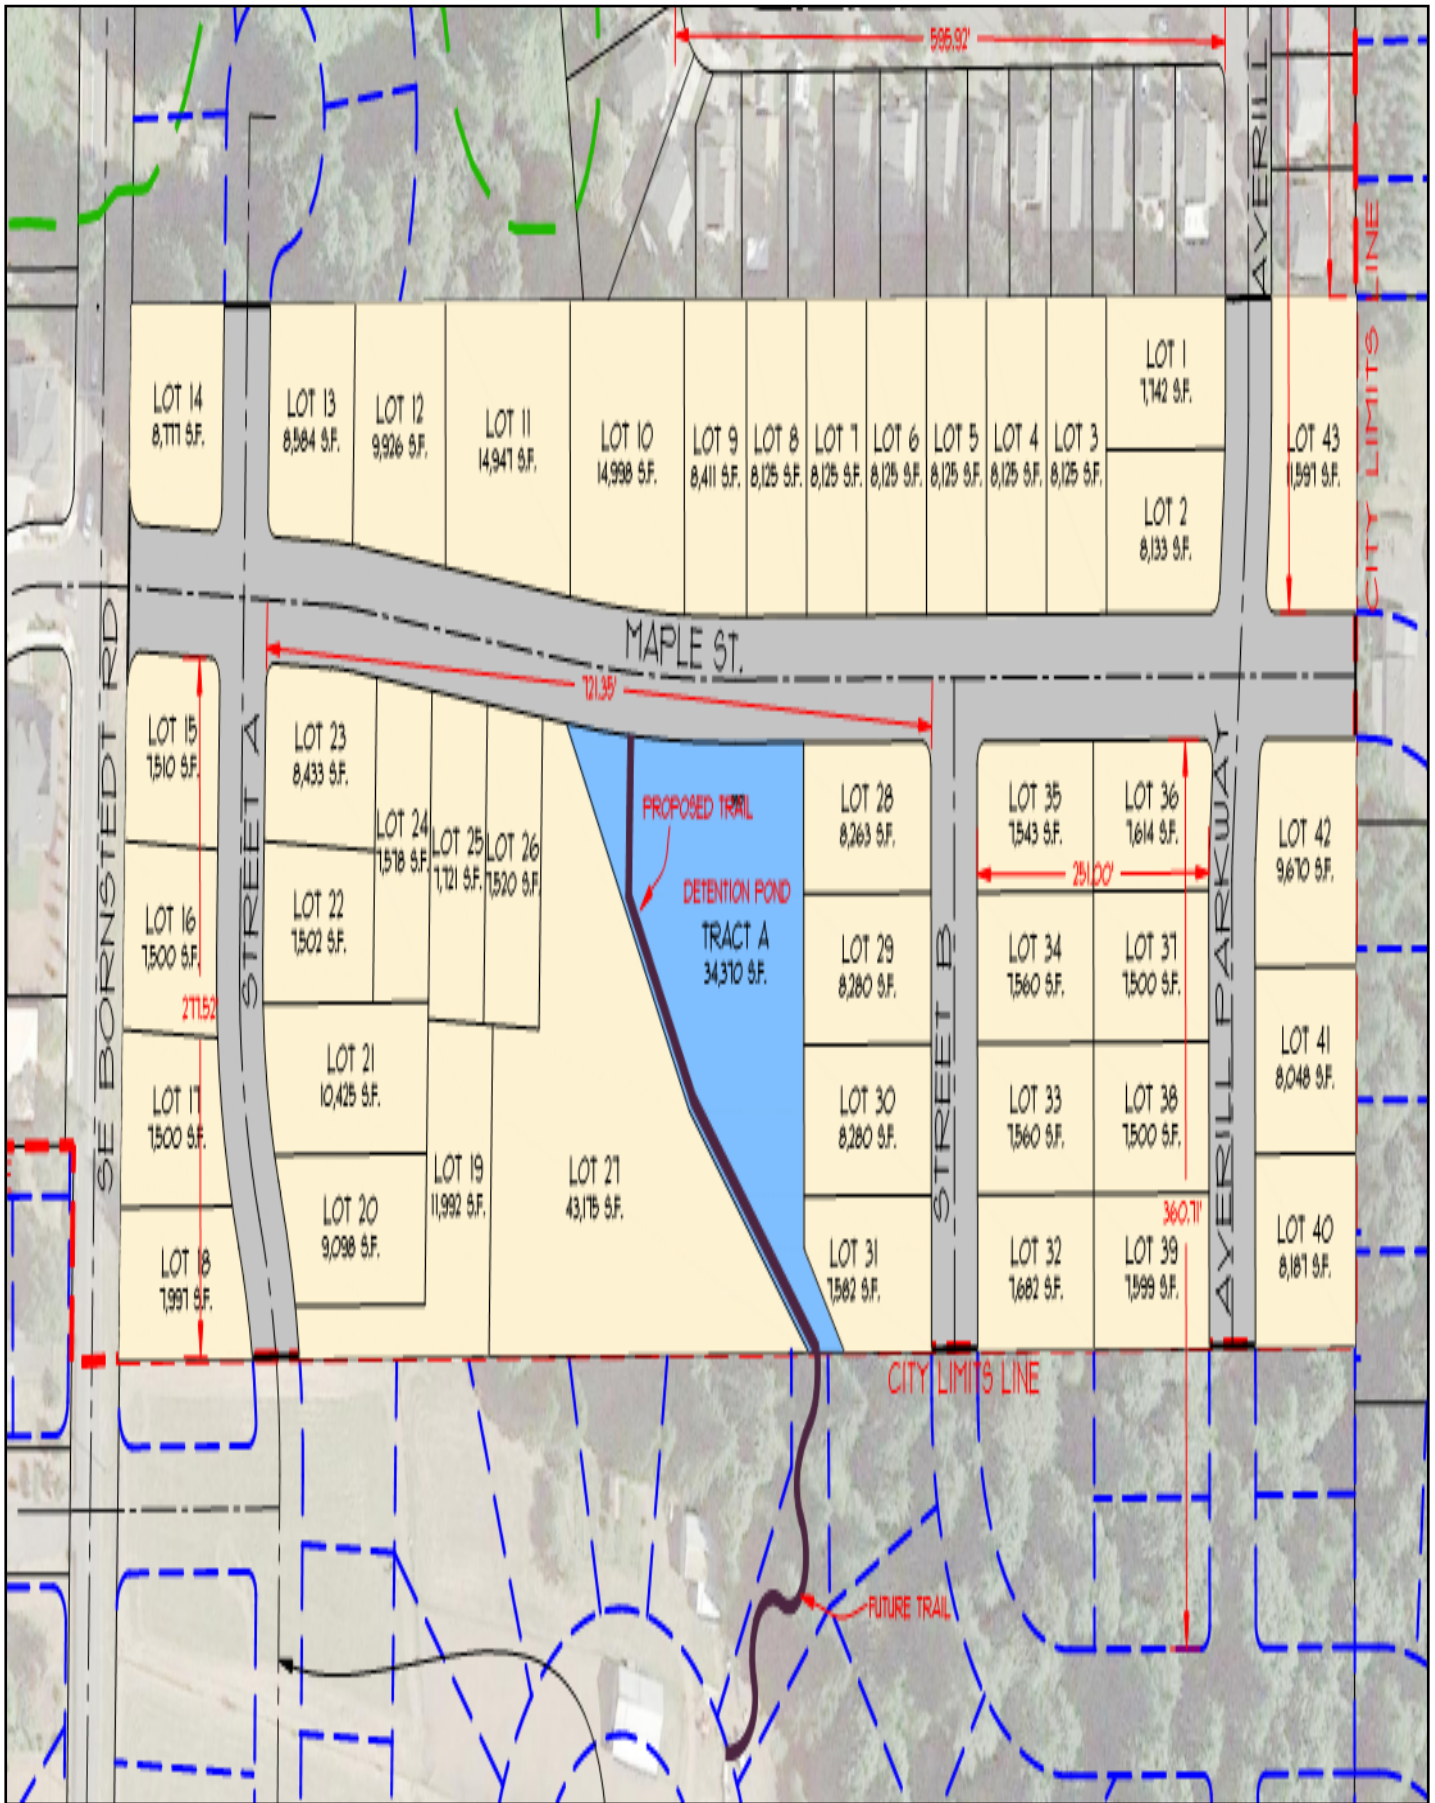 595.92'
AVERILL
CITY LIMITS LINE
LOT 14
8,777 S.F.
LOT 13
8,584 S.F.
LOT 12
9,926 S.F.
LOT 11
14,947 S.F.
LOT 10
14,998 S.F.
LOT 9
8,411 S.F.
LOT 8
8,125 S.F.
LOT 7
8,125 S.F.
LOT 6
8,125 S.F.
LOT 5
8,125 S.F.
LOT 4
8,125 S.F.
LOT 3
8,125 S.F.
LOT 1
7,742 S.F.
LOT 2
8,133 S.F.
LOT 43
11,597 S.F.
MAPLE ST.
721.35'
SE BORNSTEDT RD
STREET A
LOT 15
7,510 S.F.
LOT 16
7,500 S.F.
277.52'
LOT 17
7,500 S.F.
LOT 18
7,997 S.F.
LOT 23
8,433 S.F.
LOT 22
7,502 S.F.
LOT 24
7,578 S.F.
LOT 25
7,721 S.F.
LOT 26
7,520 S.F.
LOT 21
10,425 S.F.
LOT 20
9,098 S.F.
LOT 19
11,992 S.F.
LOT 27
43,175 S.F.
PROPOSED TRAIL
DETENTION POND
TRACT A
34,370 S.F.
LOT 28
8,263 S.F.
LOT 29
8,280 S.F.
LOT 30
8,280 S.F.
LOT 31
7,582 S.F.
STREET B
LOT 35
7,543 S.F.
LOT 36
7,614 S.F.
251.00'
LOT 34
7,560 S.F.
LOT 37
7,500 S.F.
LOT 33
7,560 S.F.
LOT 38
7,500 S.F.
360.71'
LOT 32
7,682 S.F.
LOT 39
7,599 S.F.
AVERILL PARKWAY
LOT 42
9,670 S.F.
LOT 41
8,048 S.F.
LOT 40
8,187 S.F.
CITY LIMITS LINE
FUTURE TRAIL